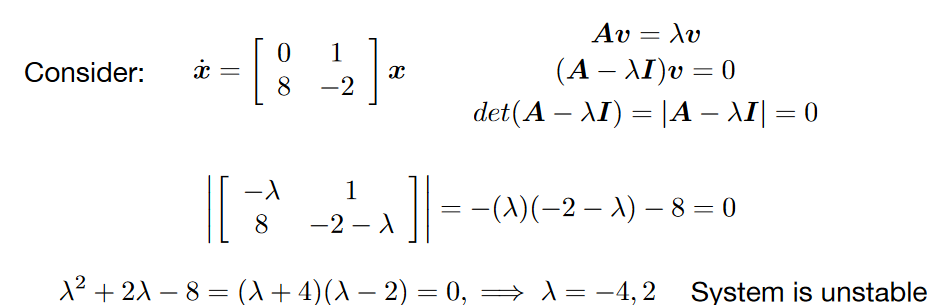 Consider: ẋ = [ 0 1 ; 8 −2 ] x
Av = λv
(A − λI)v = 0
det(A − λI) = |A − λI| = 0
|[ −λ 1 ; 8 −2 − λ ]| = −(λ)(−2 − λ) − 8 = 0
λ² + 2λ − 8 = (λ + 4)(λ − 2) = 0, ⟹ λ = −4, 2 System is unstable